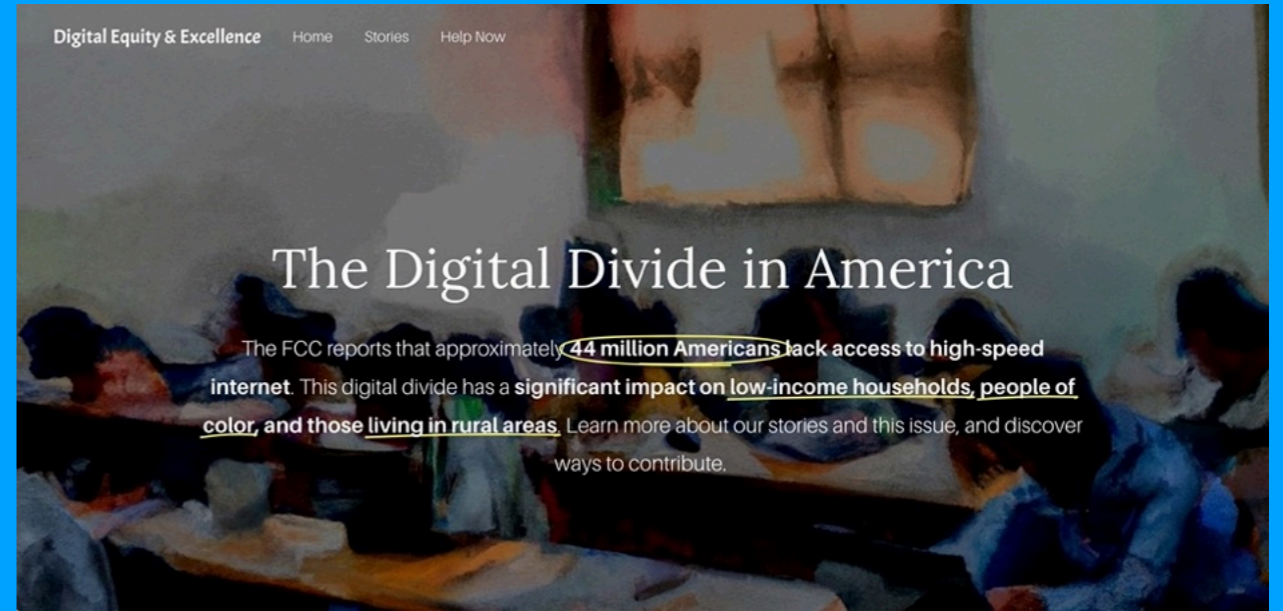 Digital Equity & Excellence Home Stories Help Now
The Digital Divide in America
The FCC reports that approximately 44 million Americans lack access to high-speed
internet. This digital divide has a significant impact on low-income households, people of
color, and those living in rural areas. Learn more about our stories and this issue, and discover
ways to contribute.